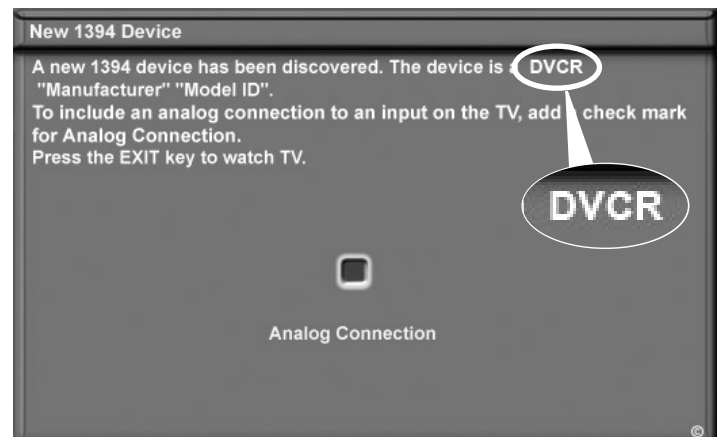 New 1394 Device
A new 1394 device has been discovered. The device is a DVCR
"Manufacturer" "Model ID".
To include an analog connection to an input on the TV, add check mark
for Analog Connection.
Press the EXIT key to watch TV.
DVCR
Analog Connection
©